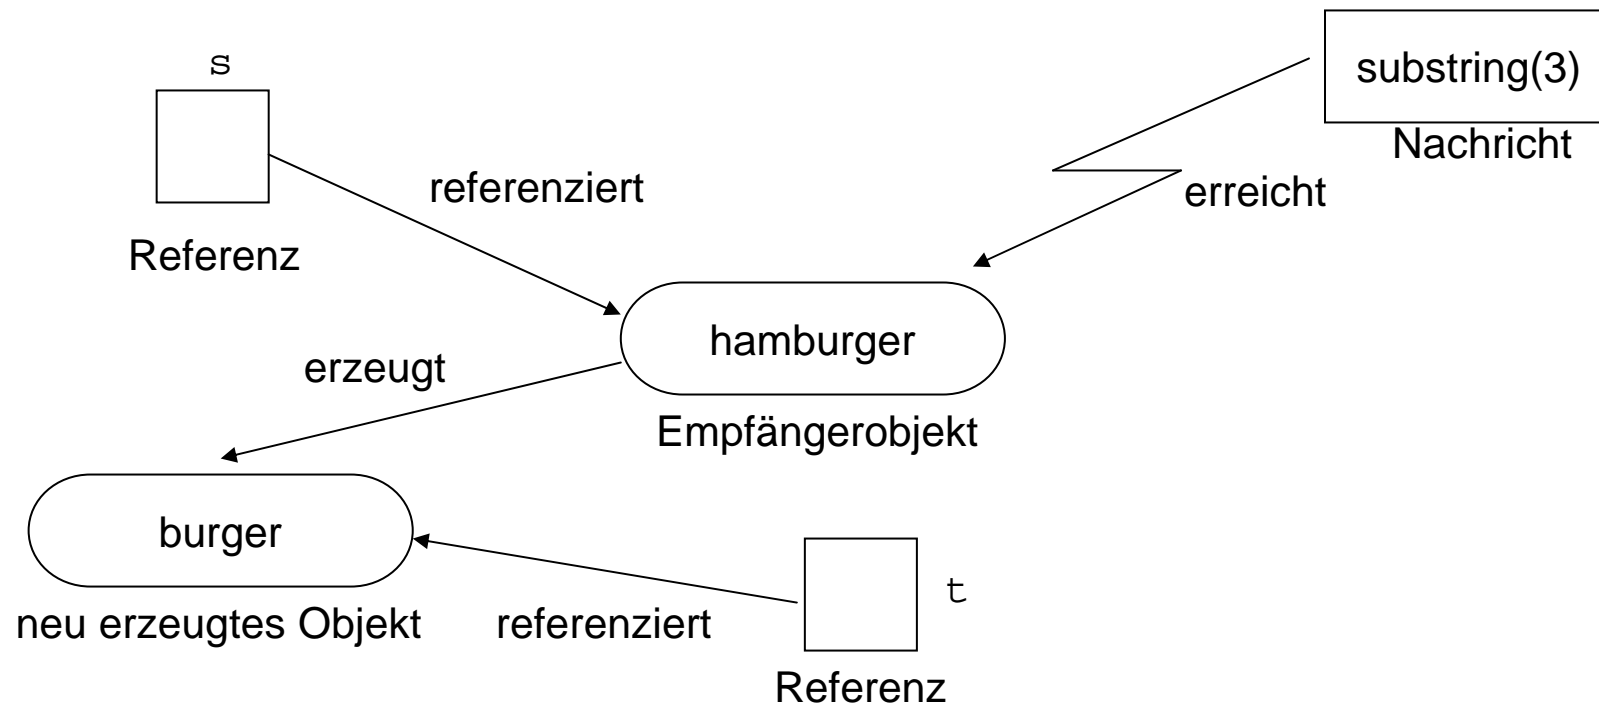 s
substring(3)
Nachricht
referenziert
erreicht
Referenz
hamburger
erzeugt
Empfängerobjekt
burger
t
neu erzeugtes Objekt
referenziert
Referenz